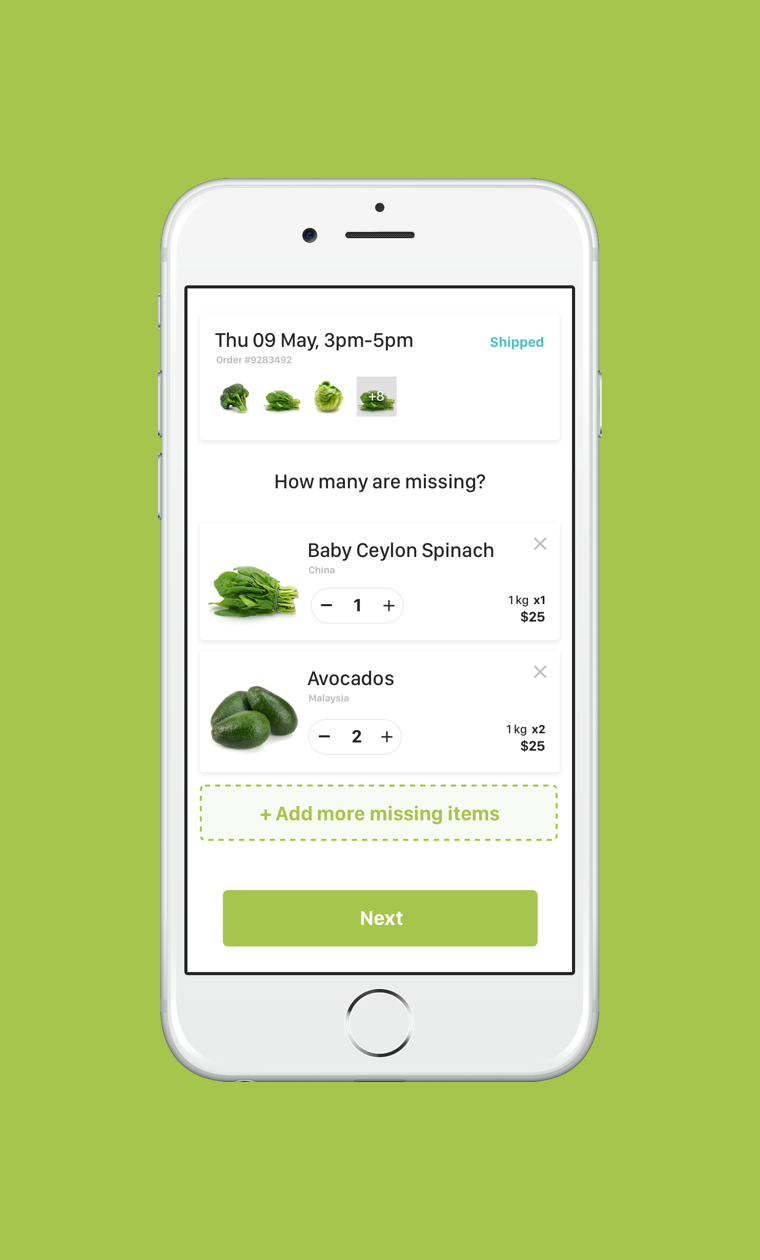 Thu 09 May, 3pm-5pm
Shipped
Order #9283492
+8
How many are missing?
Baby Ceylon Spinach
China
− 1 +
1 kg x1
$25
Avocados
Malaysia
− 2 +
1 kg x2
$25
+ Add more missing items
Next